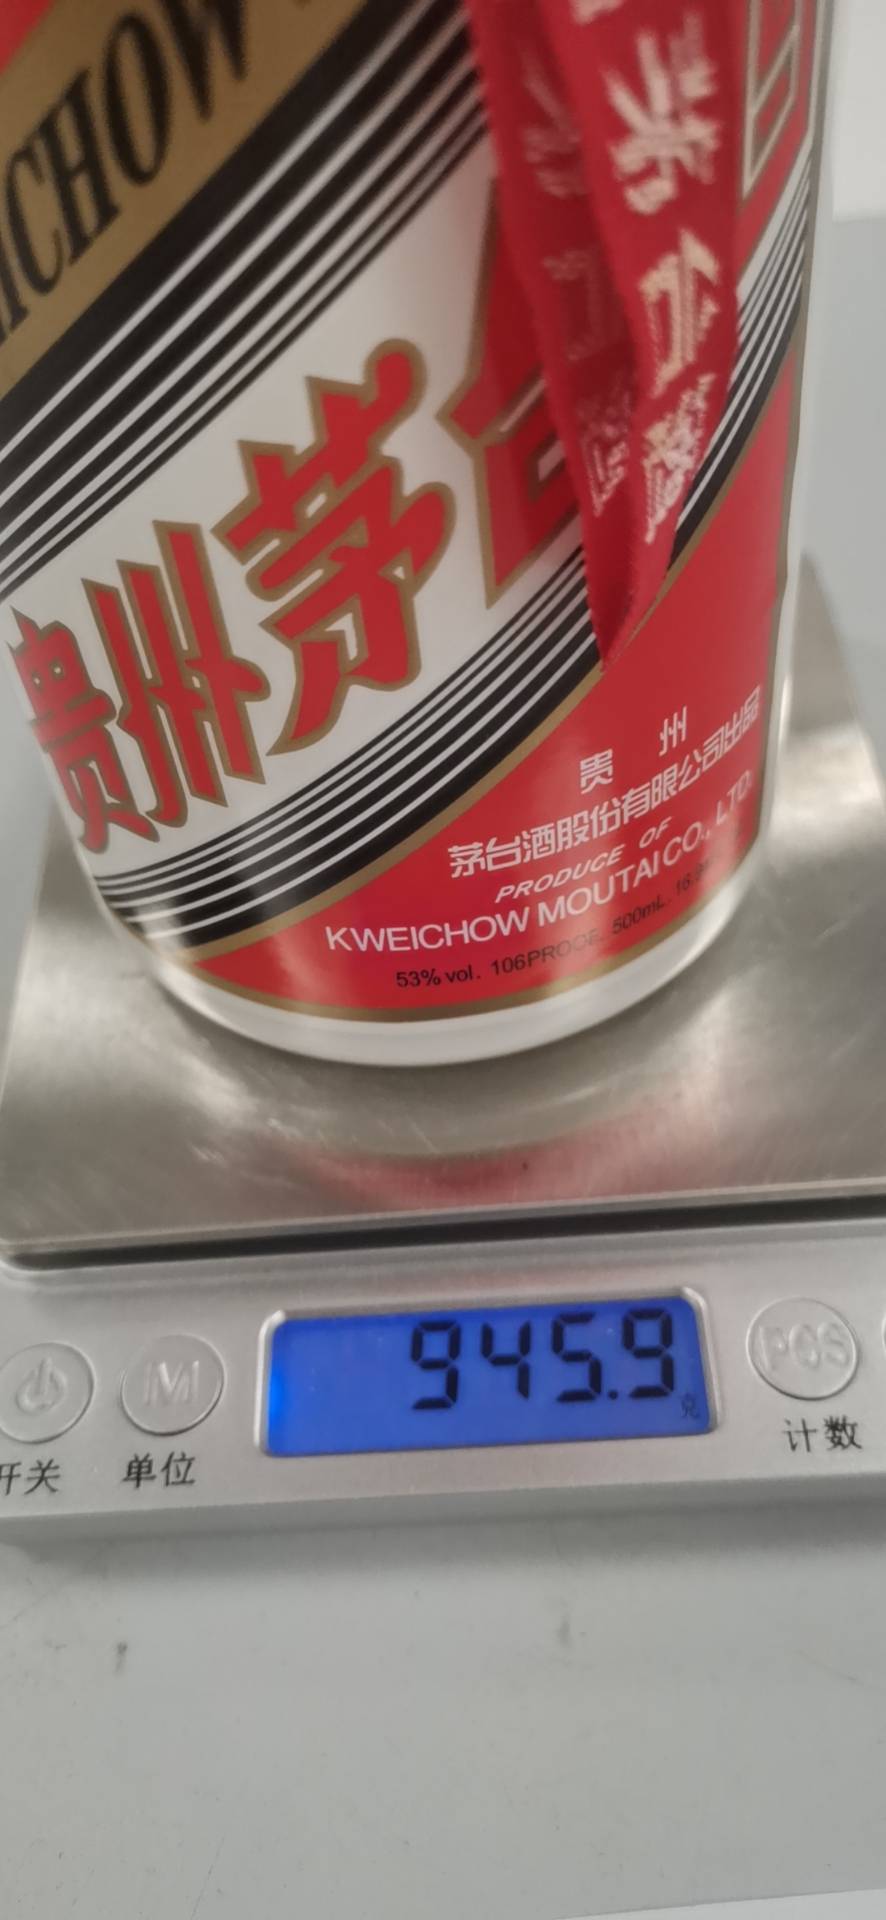 ICHOW
贵州茅台
贵 州
茅台酒股份有限公司出品
PRODUCE OF
KWEICHOW MOUTAI CO., LTD.
53% vol. 106PROOF. 500mL.
945.9
克
PCS
M
开关
单位
计数